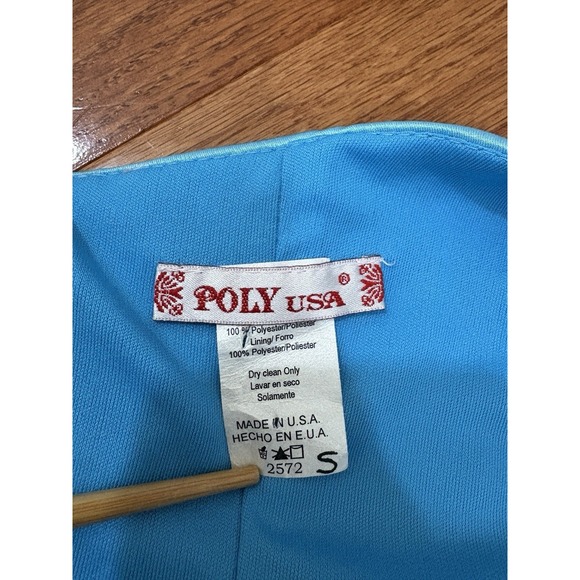 POLY USA®
100 % Polyester/Poliester
Lining/ Forro
100% Polyester/Poliester
Dry clean Only
Lavar en seco
Solamente
MADE IN U.S.A.
HECHO EN E.U.A.
2572 S